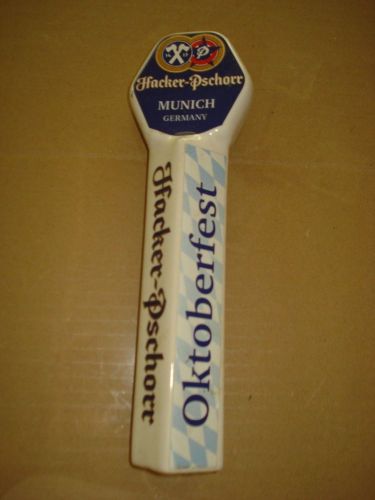 Hacker-Pschorr
MUNICH
GERMANY
Hacker-Pschorr
Oktoberfest